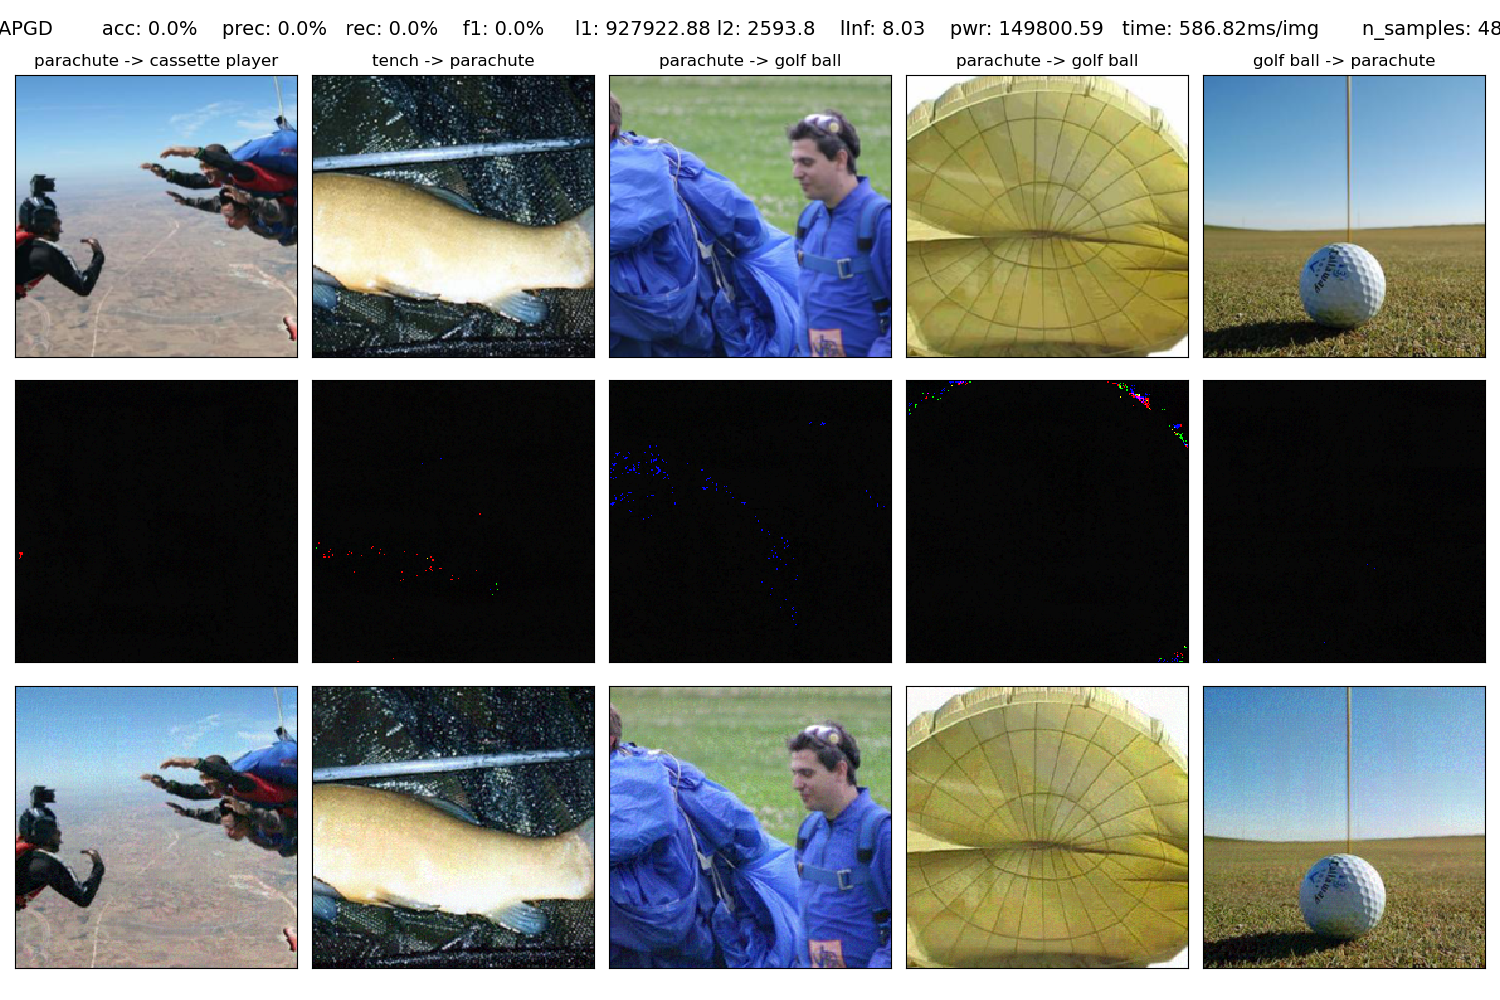 APGD acc: 0.0% prec: 0.0% rec: 0.0% f1: 0.0% l1: 927922.88 l2: 2593.8 lInf: 8.03 pwr: 149800.59 time: 586.82ms/img n_samples: 48
parachute -> cassette player
tench -> parachute
parachute -> golf ball
parachute -> golf ball
golf ball -> parachute
Callaway
Callaway